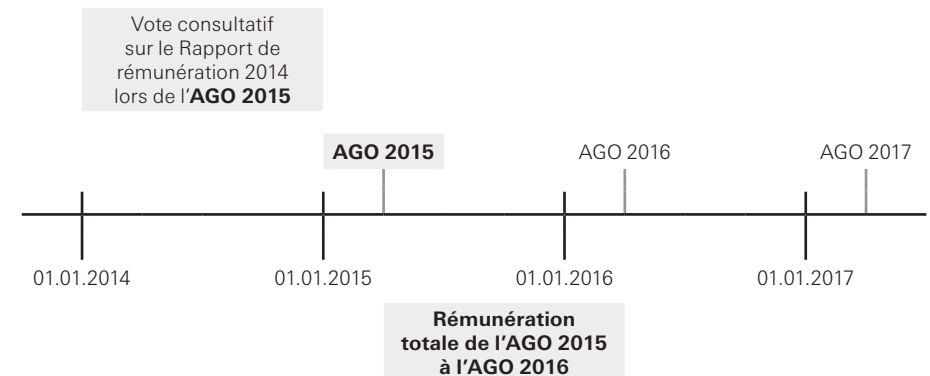 Vote consultatif
sur le Rapport de
rémunération 2014
lors de l'AGO 2015
AGO 2015
AGO 2016
AGO 2017
01.01.2014
01.01.2015
01.01.2016
01.01.2017
Rémunération
totale de l'AGO 2015
à l'AGO 2016